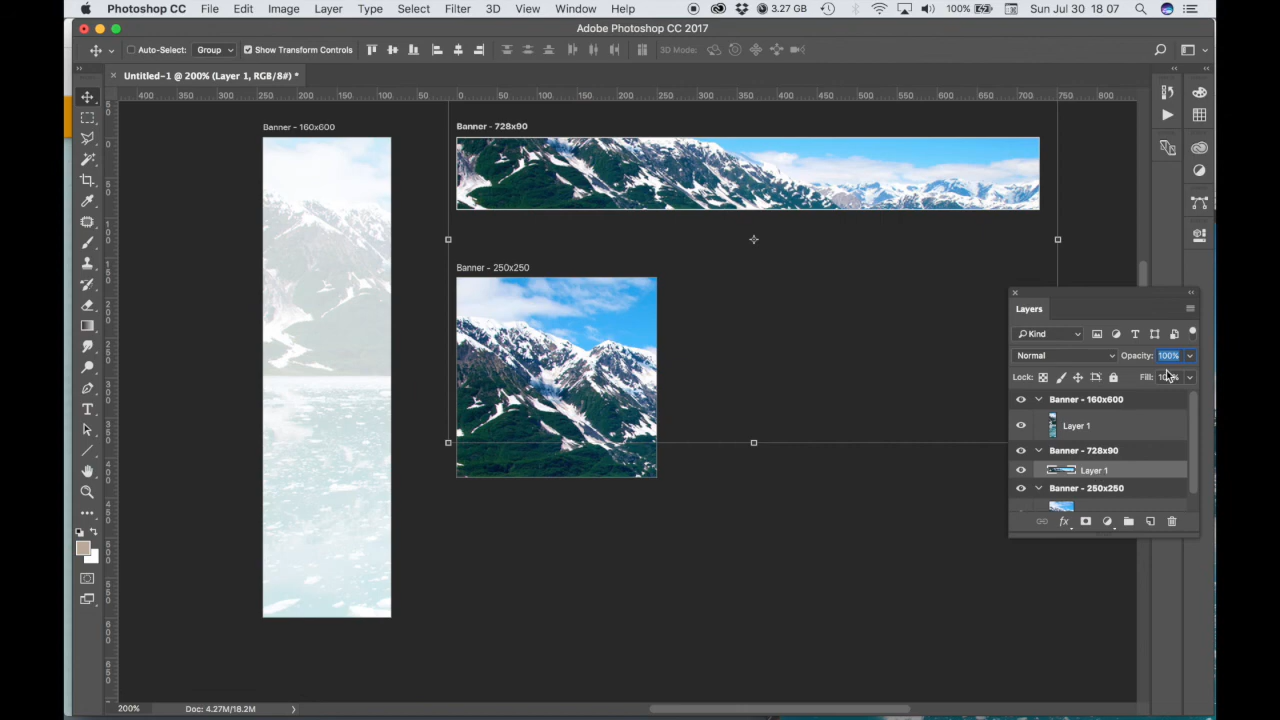 Photoshop CC File Edit Image Layer Type Select Filter 3D View Window Help 3.27 GB 100% Sun Jul 30 18 07
Adobe Photoshop CC 2017
Auto-Select: Group Show Transform Controls 3D Mode:
Untitled-1 @ 200% (Layer 1, RGB/8#) *
400 350 300 250 200 150 100 50 0 50 100 150 200 250 300 350 400 450 500 550 600 650 700 750 800
Banner - 160x600
Banner - 728x90
Banner - 250x250
Layers
Kind
Normal Opacity: 100%
Lock: Fill:
Banner - 160x600
Layer 1
Banner - 728x90
Layer 1
Banner - 250x250
fx
200% Doc: 4.27M/18.2M